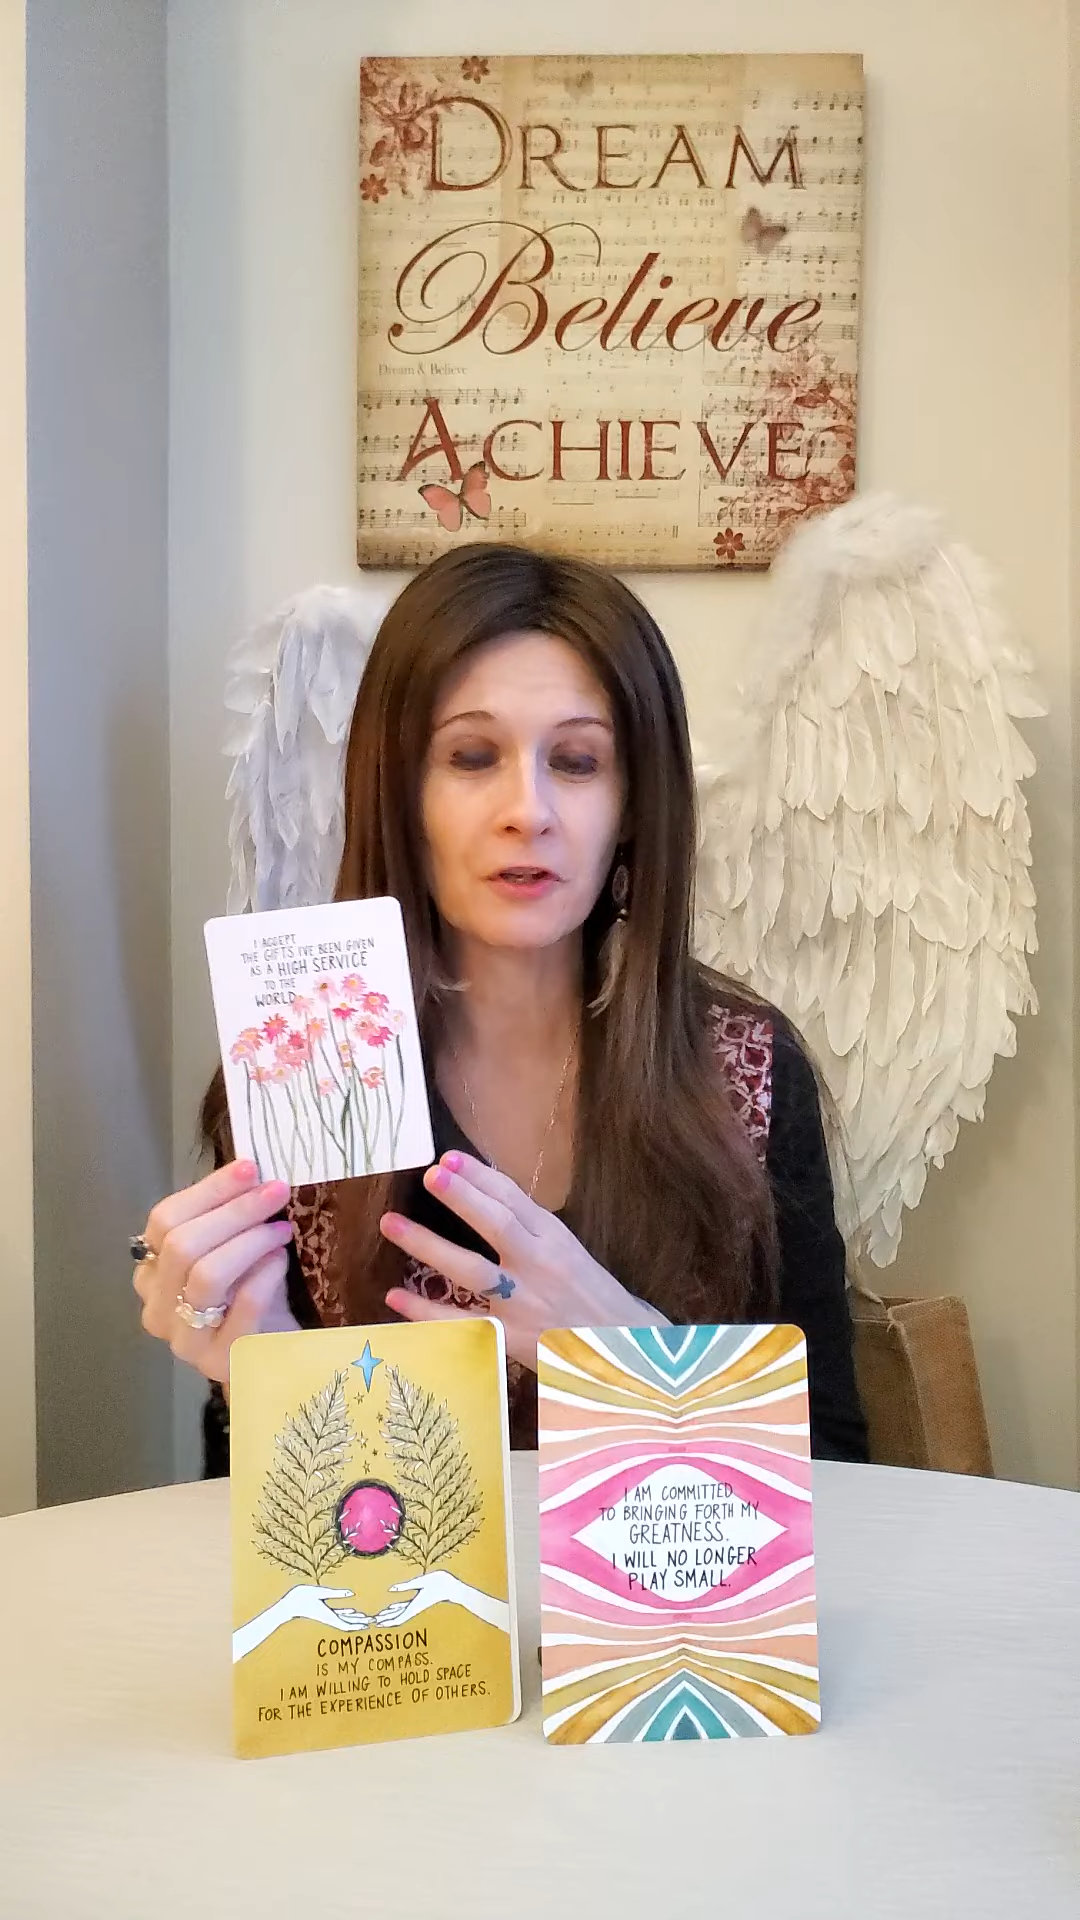 DREAM
Believe
Dream & Believe
ACHIEVE
I ACCEPT
THE GIFTS I'VE BEEN GIVEN
AS A HIGH SERVICE
TO THE
WORLD
COMPASSION
IS MY COMPASS.
I AM WILLING TO HOLD SPACE
FOR THE EXPERIENCE OF OTHERS.
I AM COMMITTED
TO BRINGING FORTH MY
GREATNESS.
I WILL NO LONGER
PLAY SMALL.